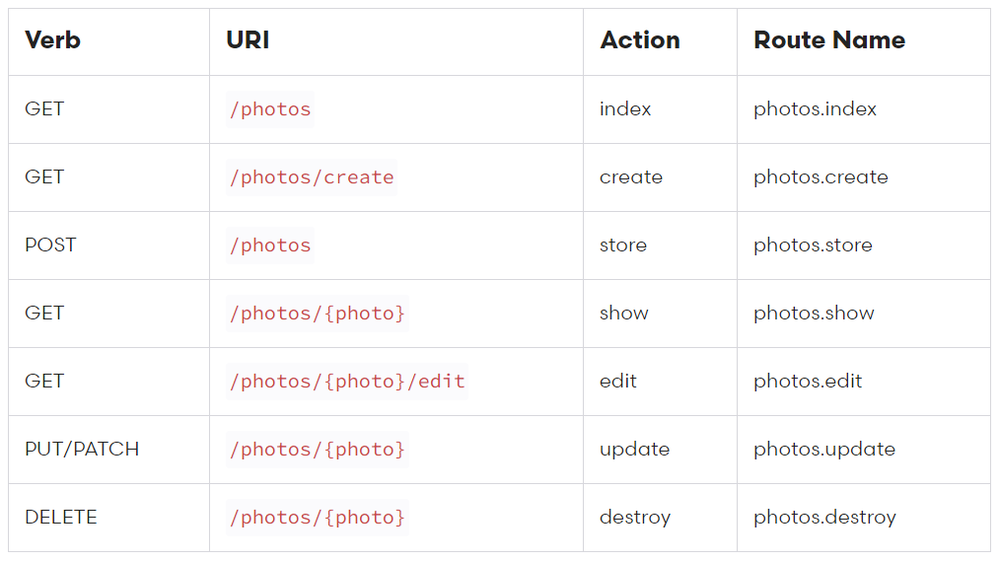 Verb URI Action Route Name
GET /photos index photos.index
GET /photos/create create photos.create
POST /photos store photos.store
GET /photos/{photo} show photos.show
GET /photos/{photo}/edit edit photos.edit
PUT/PATCH /photos/{photo} update photos.update
DELETE /photos/{photo} destroy photos.destroy